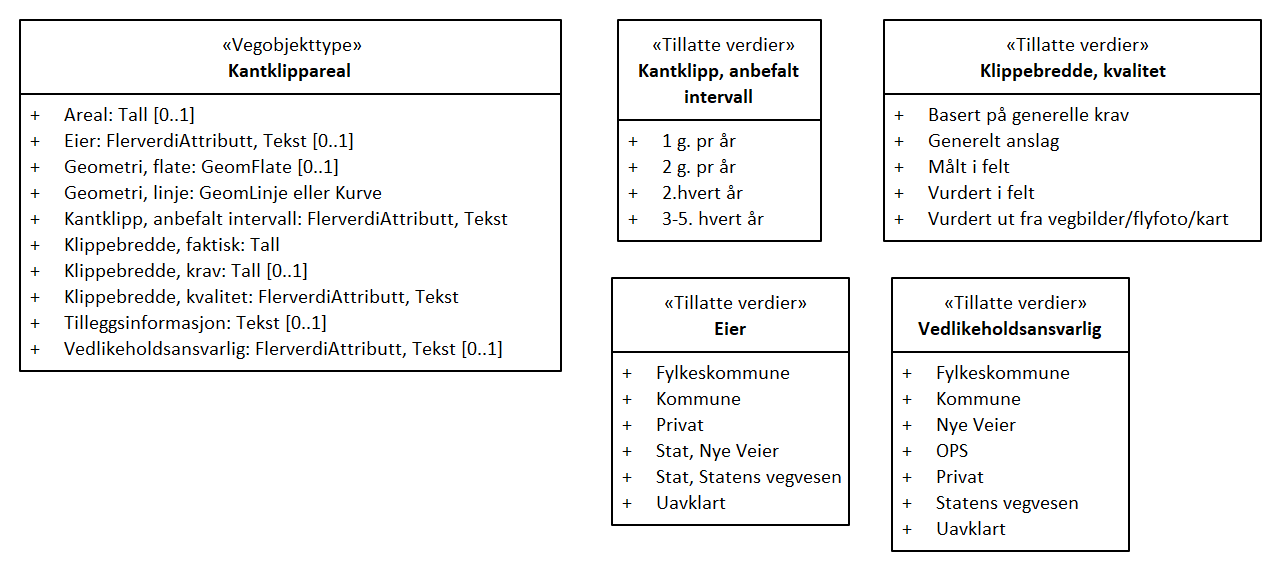 «Vegobjekttype»
Kantklippareal
+ Areal: Tall [0..1]
+ Eier: FlerverdiAttributt, Tekst [0..1]
+ Geometri, flate: GeomFlate [0..1]
+ Geometri, linje: GeomLinje eller Kurve
+ Kantklipp, anbefalt intervall: FlerverdiAttributt, Tekst
+ Klippebredde, faktisk: Tall
+ Klippebredde, krav: Tall [0..1]
+ Klippebredde, kvalitet: FlerverdiAttributt, Tekst
+ Tilleggsinformasjon: Tekst [0..1]
+ Vedlikeholdsansvarlig: FlerverdiAttributt, Tekst [0..1]
«Tillatte verdier»
Kantklipp, anbefalt
intervall
+ 1 g. pr år
+ 2 g. pr år
+ 2.hvert år
+ 3-5. hvert år
«Tillatte verdier»
Klippebredde, kvalitet
+ Basert på generelle krav
+ Generelt anslag
+ Målt i felt
+ Vurdert i felt
+ Vurdert ut fra vegbilder/flyfoto/kart
«Tillatte verdier»
Eier
+ Fylkeskommune
+ Kommune
+ Privat
+ Stat, Nye Veier
+ Stat, Statens vegvesen
+ Uavklart
«Tillatte verdier»
Vedlikeholdsansvarlig
+ Fylkeskommune
+ Kommune
+ Nye Veier
+ OPS
+ Privat
+ Statens vegvesen
+ Uavklart